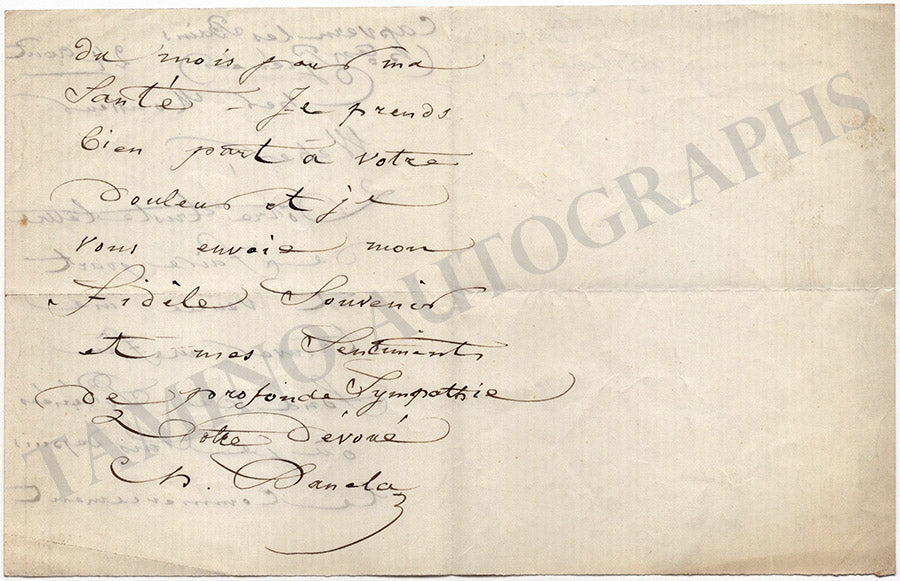 du mois pour ma
Santé — Je prends
bien part à votre
Douleur et je
vous envoie mon
fidèle Souvenir
et mes Sentiments
de profonde Sympathie
Votre Dévoué
Ch. Dancla
TAMINO AUTOGRAPHS